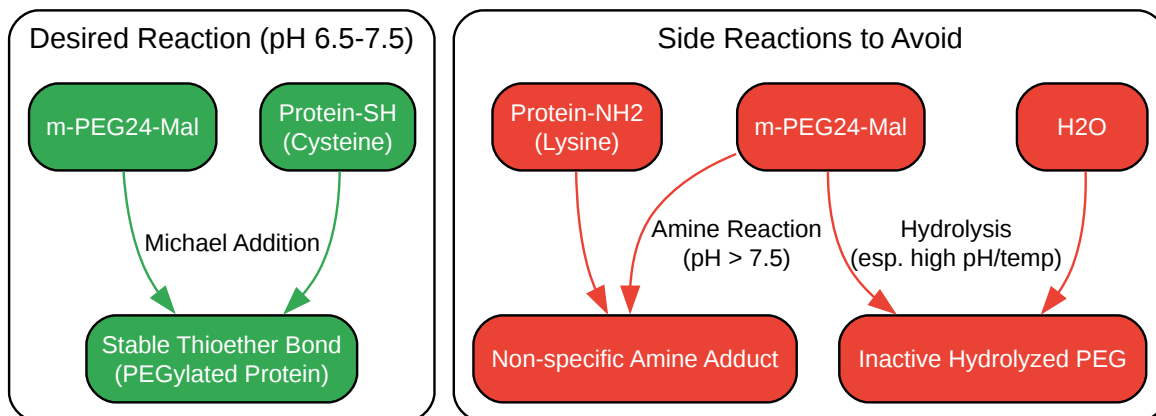 Desired Reaction (pH 6.5-7.5)
m-PEG24-Mal
Protein-SH
(Cysteine)
Michael Addition
Stable Thioether Bond
(PEGylated Protein)
Side Reactions to Avoid
Protein-NH2
(Lysine)
m-PEG24-Mal
H2O
Amine Reaction
(pH > 7.5)
Hydrolysis
(esp. high pH/temp)
Non-specific Amine Adduct
Inactive Hydrolyzed PEG